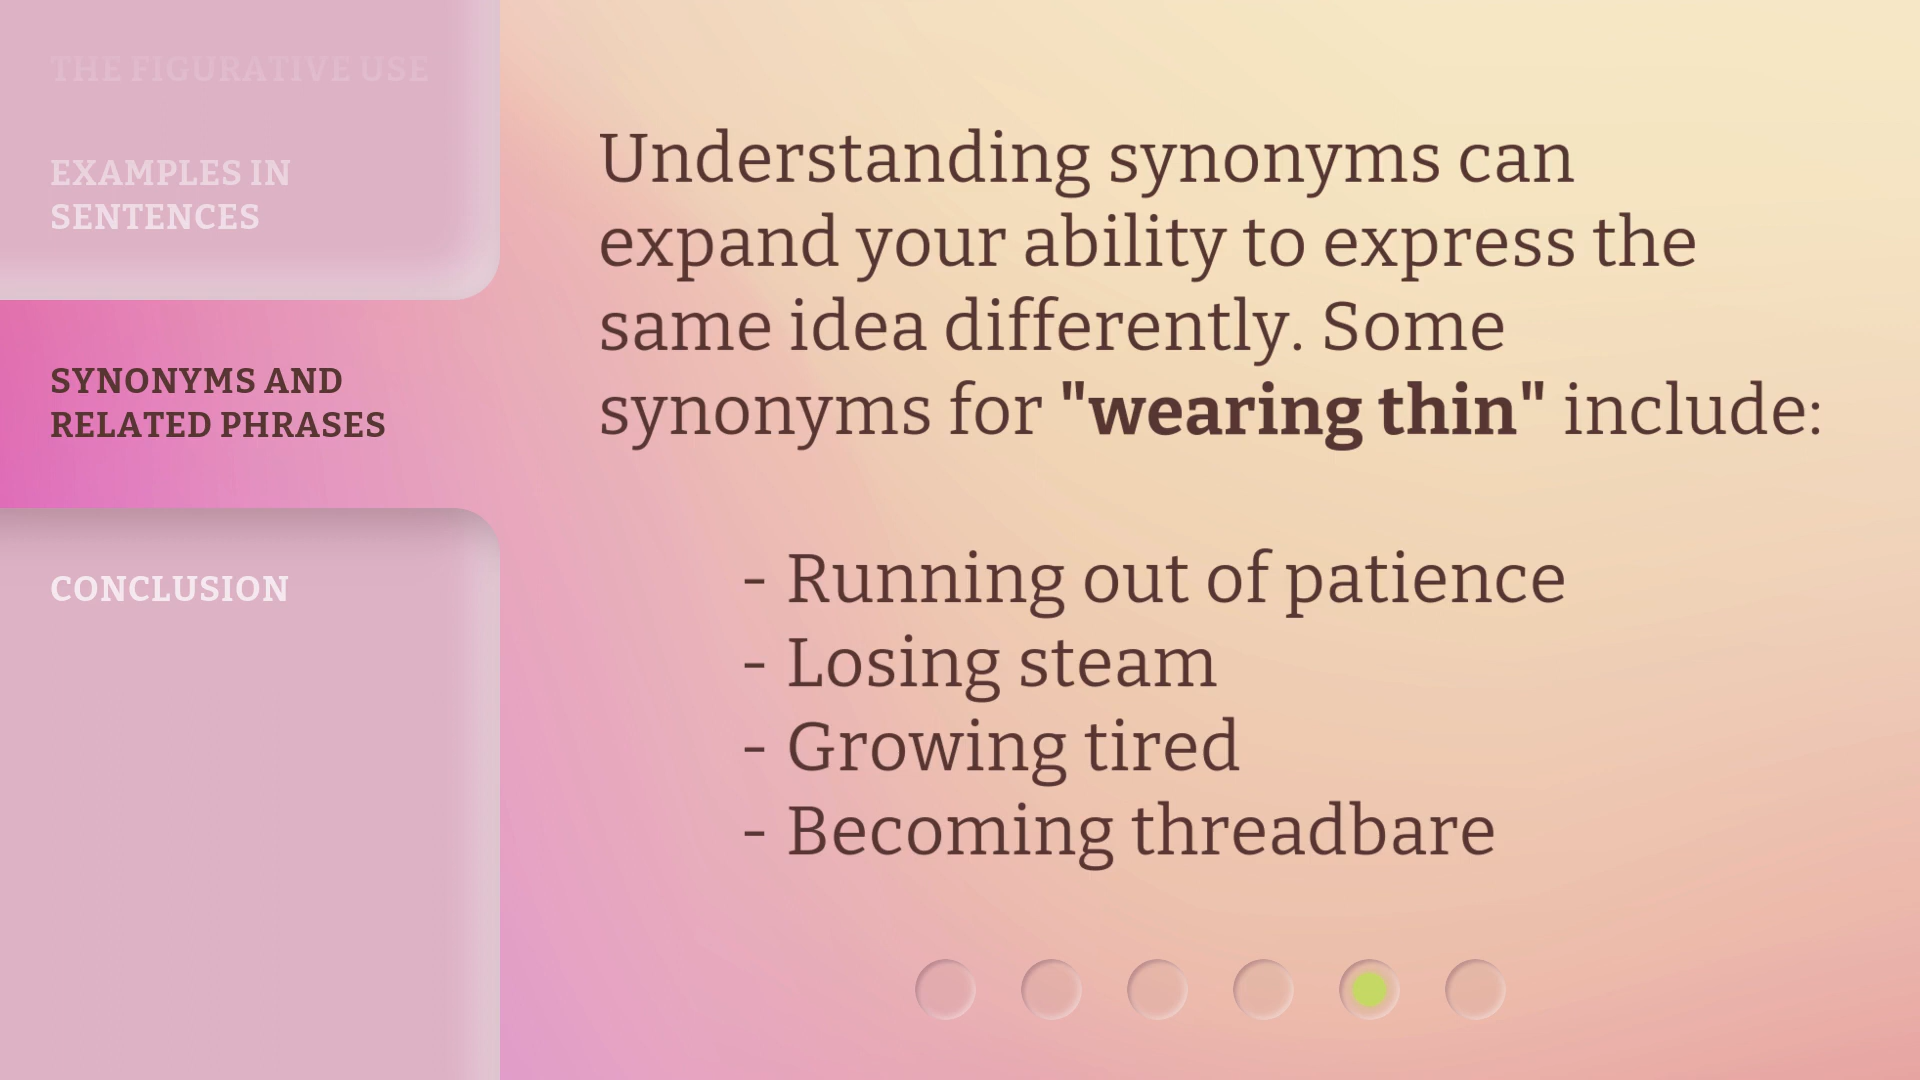 THE FIGURATIVE USE
EXAMPLES IN
SENTENCES
SYNONYMS AND
RELATED PHRASES
CONCLUSION
Understanding synonyms can
expand your ability to express the
same idea differently. Some
synonyms for "wearing thin" include:
- Running out of patience
- Losing steam
- Growing tired
- Becoming threadbare